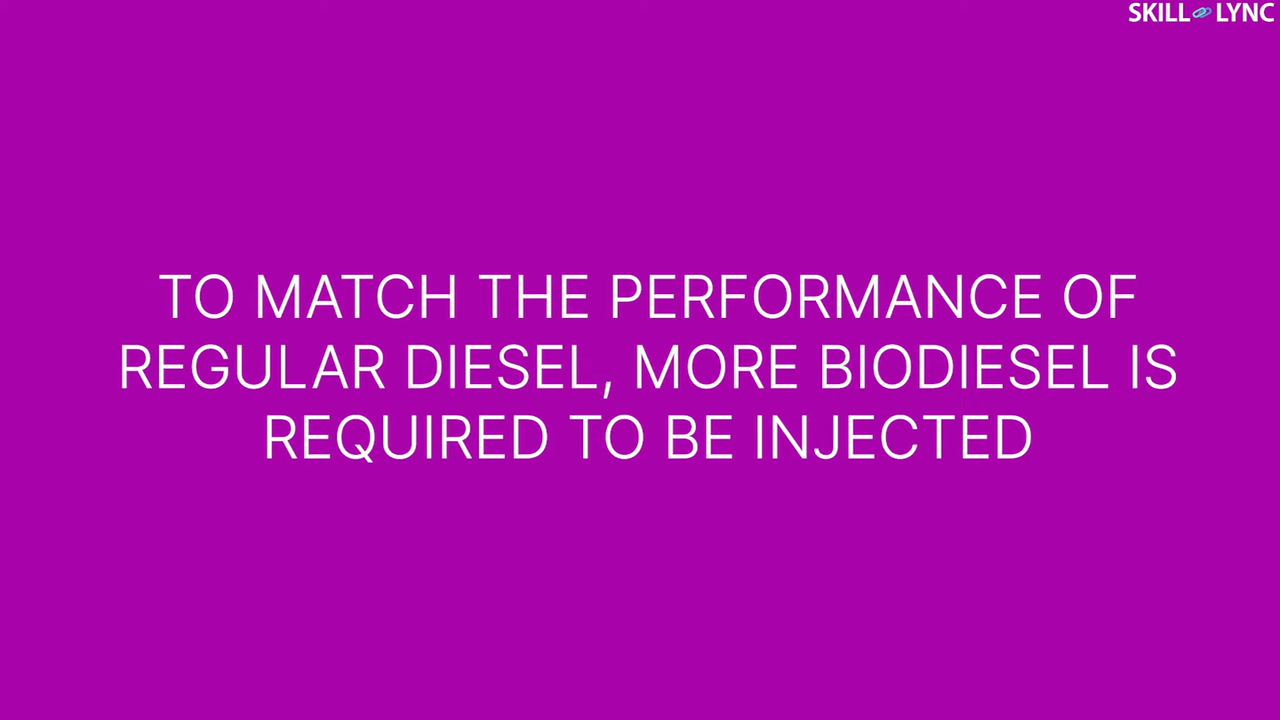 SKILL LYNC
TO MATCH THE PERFORMANCE OF
REGULAR DIESEL, MORE BIODIESEL IS
REQUIRED TO BE INJECTED